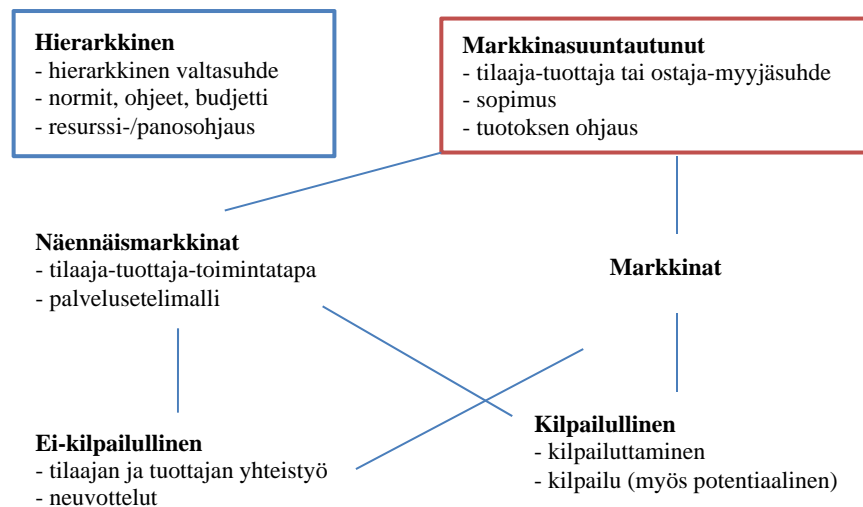 Hierarkkinen
- hierarkkinen valtasuhde
- normit, ohjeet, budjetti
- resurssi-/panosohjaus
Markkinasuuntautunut
- tilaaja-tuottaja tai ostaja-myyjäsuhde
- sopimus
- tuotoksen ohjaus
Näennäismarkkinat
- tilaaja-tuottaja-toimintatapa
- palvelusetelimalli
Markkinat
Ei-kilpailullinen
- tilaajan ja tuottajan yhteistyö
- neuvottelut
Kilpailullinen
- kilpailuttaminen
- kilpailu (myös potentiaalinen)